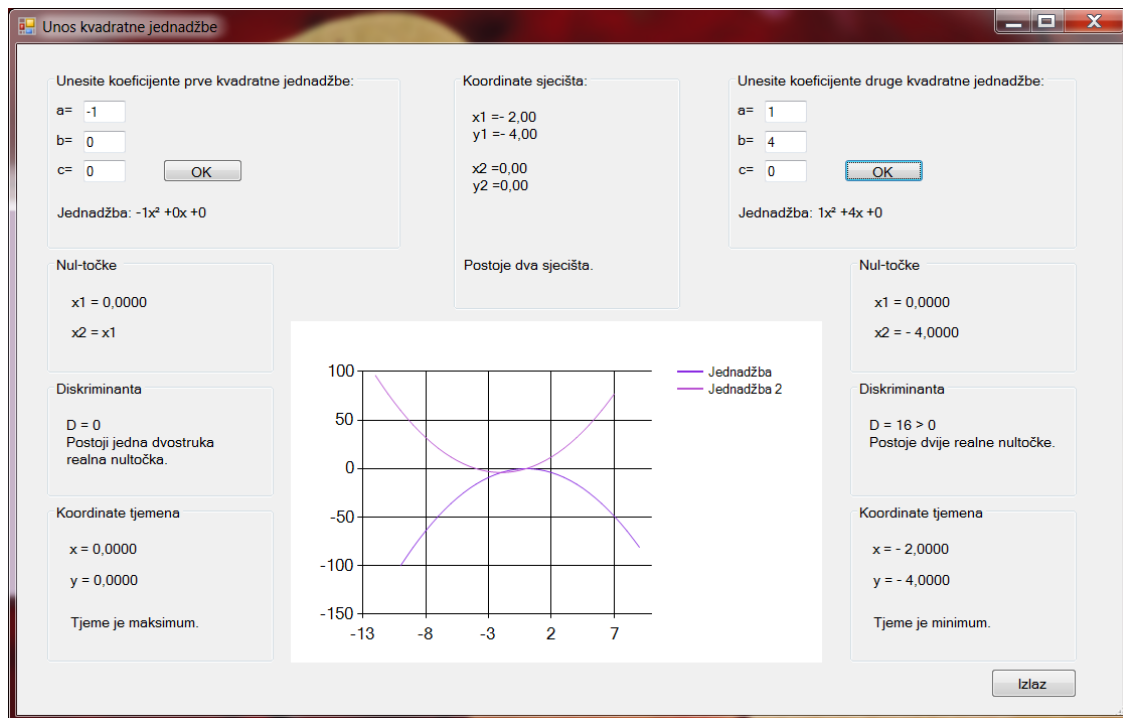 Unos kvadratne jednadžbe
Unesite koeficijente prve kvadratne jednadžbe:
a= -1
b= 0
c= 0
OK
Jednadžba: -1x² +0x +0
Koordinate sjecišta:
x1 =- 2,00
y1 =- 4,00
x2 =0,00
y2 =0,00
Postoje dva sjecišta.
Unesite koeficijente druge kvadratne jednadžbe:
a= 1
b= 4
c= 0
OK
Jednadžba: 1x² +4x +0
Nul-točke
x1 = 0,0000
x2 = x1
Diskriminanta
D = 0
Postoji jedna dvostruka
realna nultočka.
Koordinate tjemena
x = 0,0000
y = 0,0000
Tjeme je maksimum.
100
50
0
-50
-100
-150
-13 -8 -3 2 7
Jednadžba
Jednadžba 2
Nul-točke
x1 = 0,0000
x2 = - 4,0000
Diskriminanta
D = 16 > 0
Postoje dvije realne nultočke.
Koordinate tjemena
x = - 2,0000
y = - 4,0000
Tjeme je minimum.
Izlaz